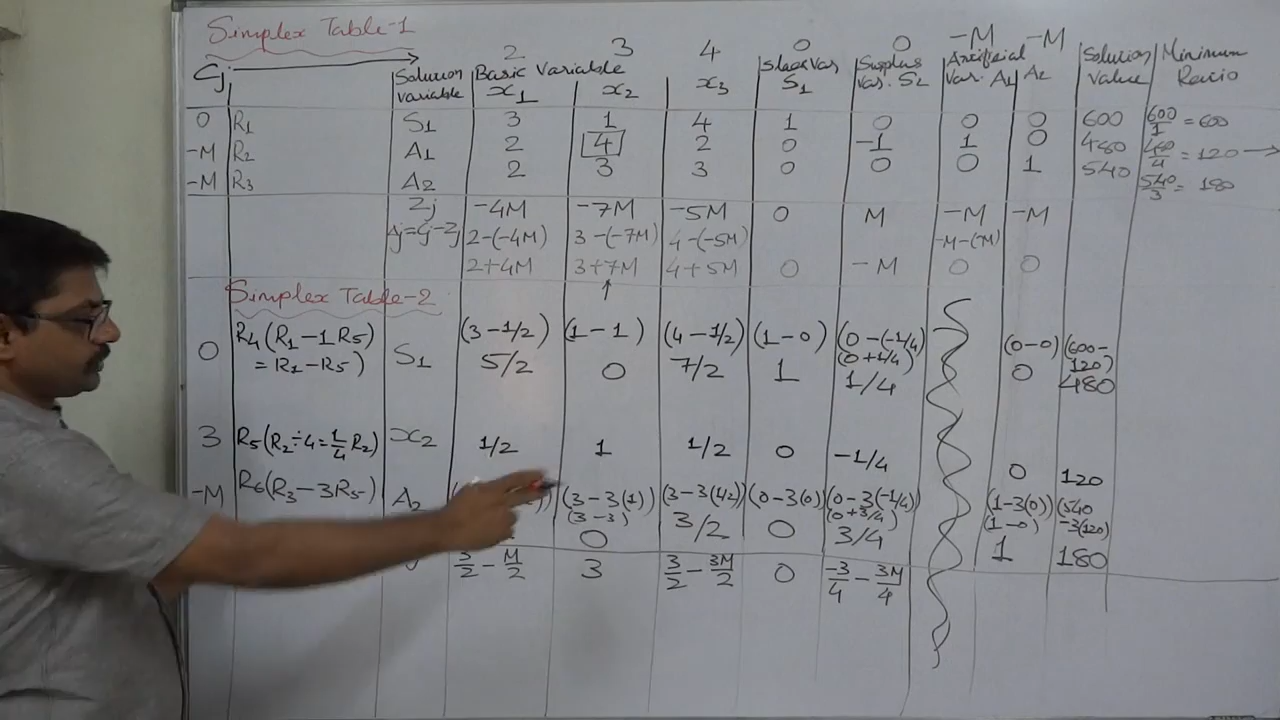 Simplex Table-1
2 3 4 0 0 -M -M
Cj Solution variable Basic Variable x1 x2 x3 Slack Var. S1 Surplus Var. S2 Artificial Var. A1 A2 Solution Value Minimum Ratio
0 R1 S1 3 1 4 1 0 0 0 600 600/1 = 600
-M R2 A1 2 4 2 0 -1 1 0 480 480/4 = 120 →
-M R3 A2 2 3 3 0 0 0 1 540 540/3 = 180
Zj -4M -7M -5M 0 M -M -M
Δj=Cj-Zj 2-(-4M) 3-(-7M) 4-(-5M) -M-(-M)
2+4M 3+7M 4+5M 0 -M 0 0
↑
Simplex Table-2
R4(R1-1R5) (3-1/2) (1-1) (4-1/2) (1-0) (0-(-1/4) (0-0) (600-
0 = R1-R5) S1 (0+1/4) 120)
5/2 0 7/2 1 1/4 0 480
3 R5(R2÷4=1/4 R2) x2 1/2 1 1/2 0 -1/4 0 120
-M R6(R3-3R5) A2 (3-3(1)) (3-3(1/2) (0-3(0) (0-3(-1/4) (1-3(0)) (540
(3-3) (0+3/4) (1-0) -3(120)
0 3/2 0 3/4 1 180
3/2 - M/2 3 3/2 - 3M/2 0 -3/4 - 3M/4